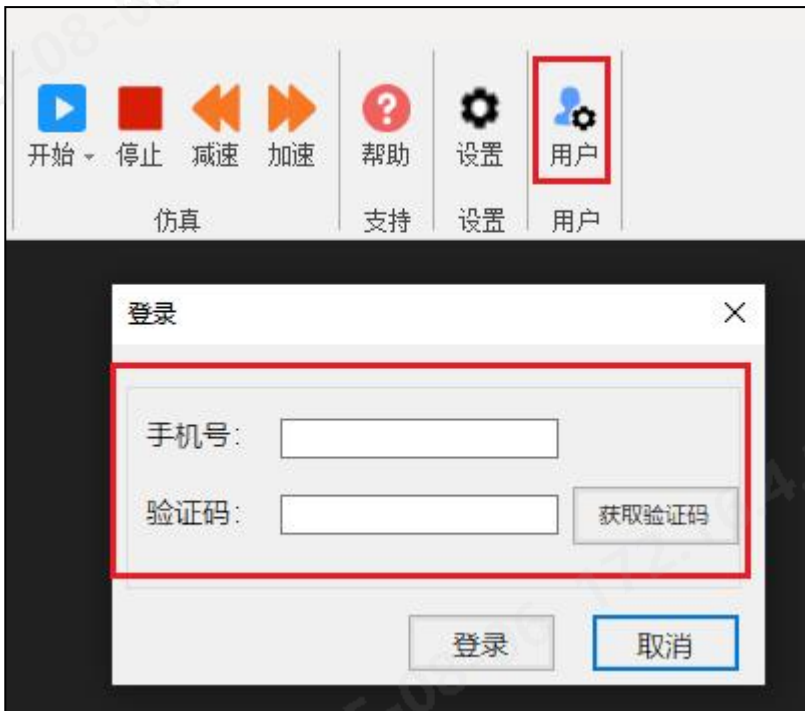 开始 停止 减速 加速 帮助 设置 用户
仿真 支持 设置 用户
登录
手机号：
验证码： 获取验证码
登录 取消